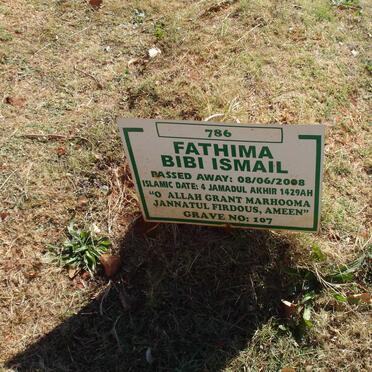 786
FATHIMA
BIBI ISMAIL
PASSED AWAY: 08/06/2008
ISLAMIC DATE: 4 JAMADUL AKHIR 1429AH
"O ALLAH GRANT MARHOOMA
JANNATUL FIRDOUS, AMEEN"
GRAVE NO: 107